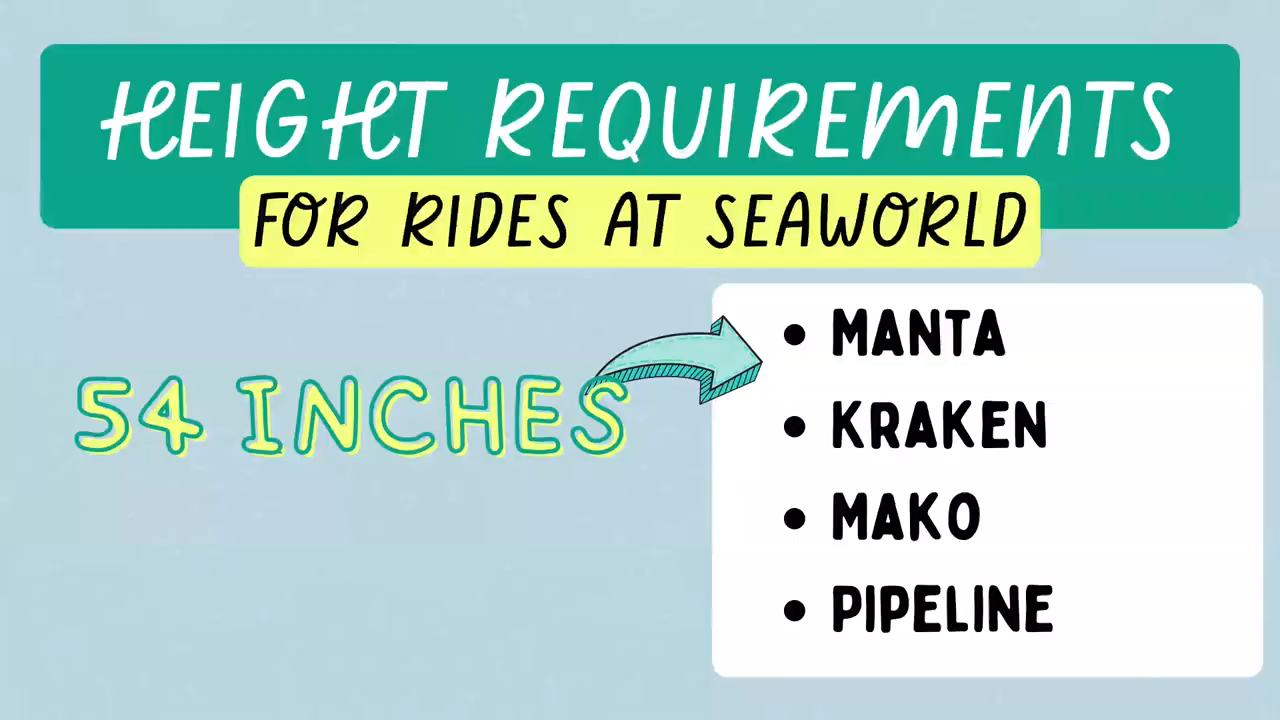 HEIGHT REQUIREMENTS
FOR RIDES AT SEAWORLD
54 INCHES
• MANTA
• KRAKEN
• MAKO
• PIPELINE